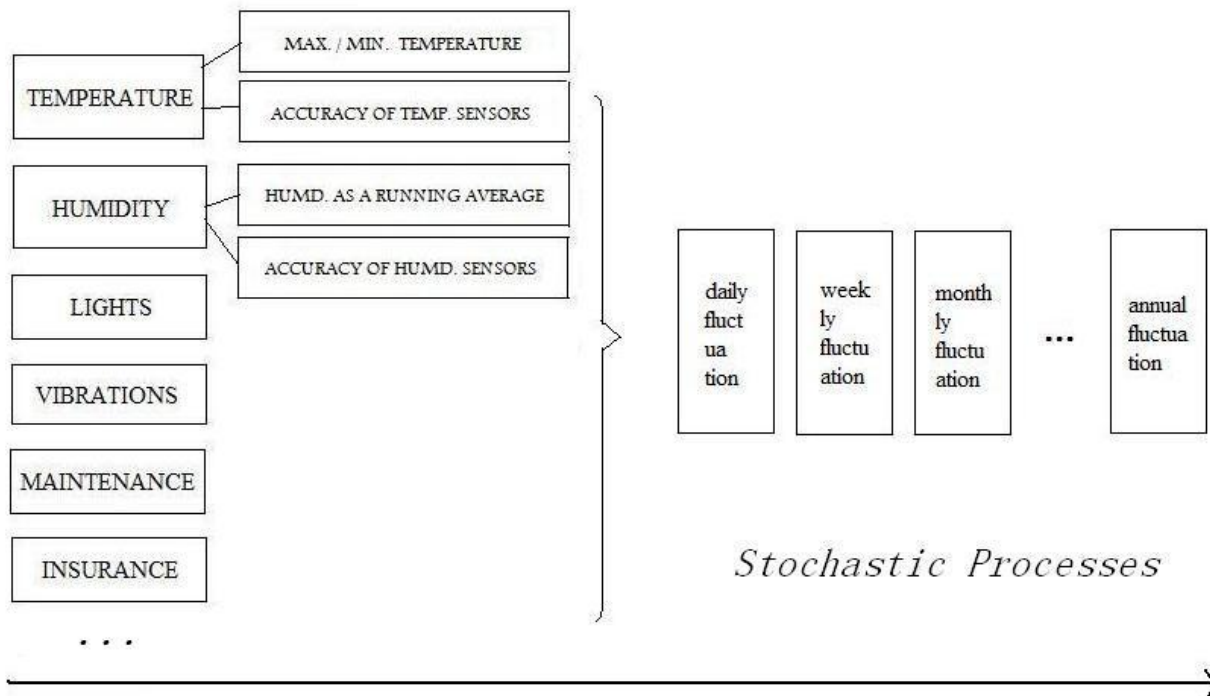 MAX. / MIN. TEMPERATURE
TEMPERATURE
ACCURACY OF TEMP. SENSORS
HUMIDITY
HUMD. AS A RUNNING AVERAGE
ACCURACY OF HUMD. SENSORS
LIGHTS
VIBRATIONS
MAINTENANCE
INSURANCE
...
daily
fluct
ua
tion
week
ly
fluctu
ation
month
ly
fluctu
ation
...
annual
fluctua
tion
Stochastic Processes